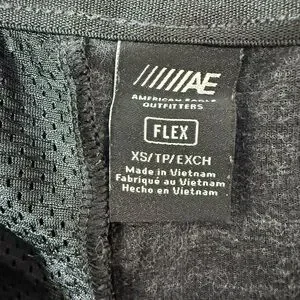 AE
AMERICAN EAGLE
OUTFITTERS
FLEX
XS/TP/EXCH
Made in Vietnam
Fabriqué au Vietnam
Hecho en Vietnam